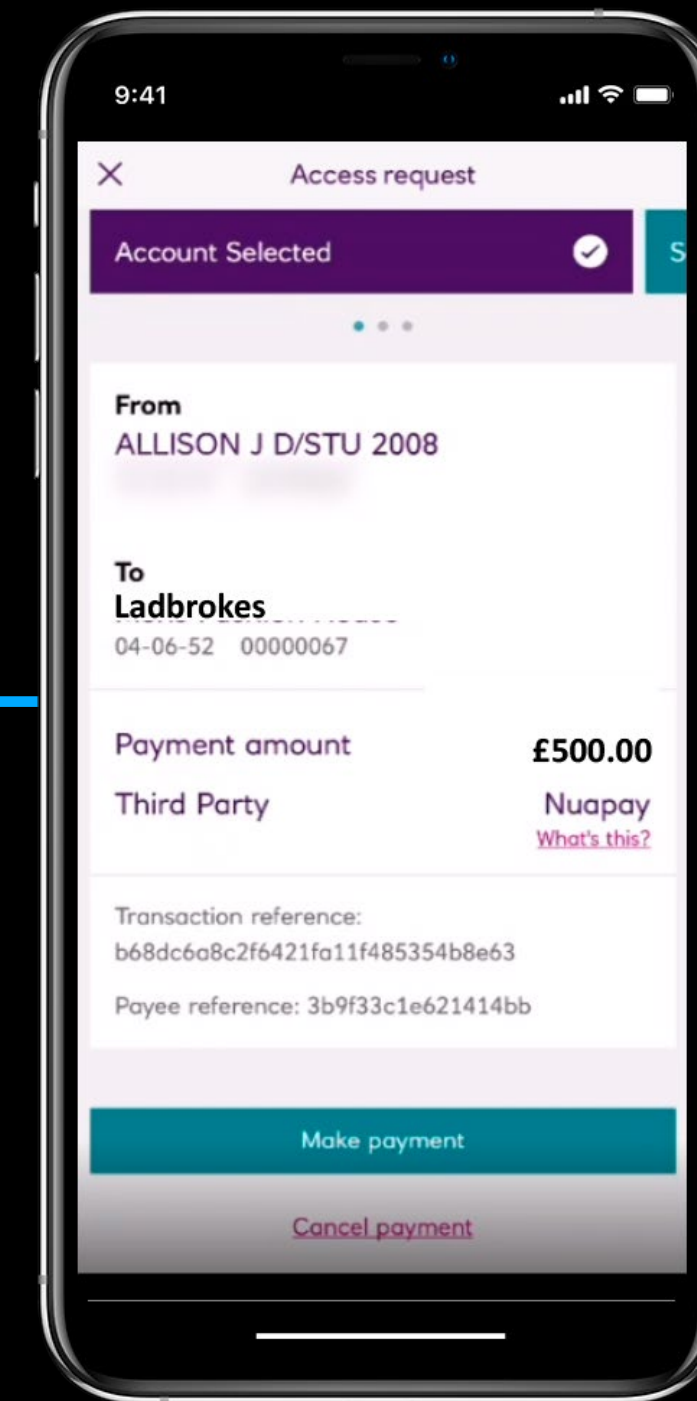 9:41
Access request
Account Selected
S
From
ALLISON J D/STU 2008
To
Ladbrokes
04-06-52 00000067
Payment amount £500.00
Third Party Nuapay
What's this?
Transaction reference:
b68dc6a8c2f6421fa11f485354b8e63
Payee reference: 3b9f33c1e621414bb
Make payment
Cancel payment